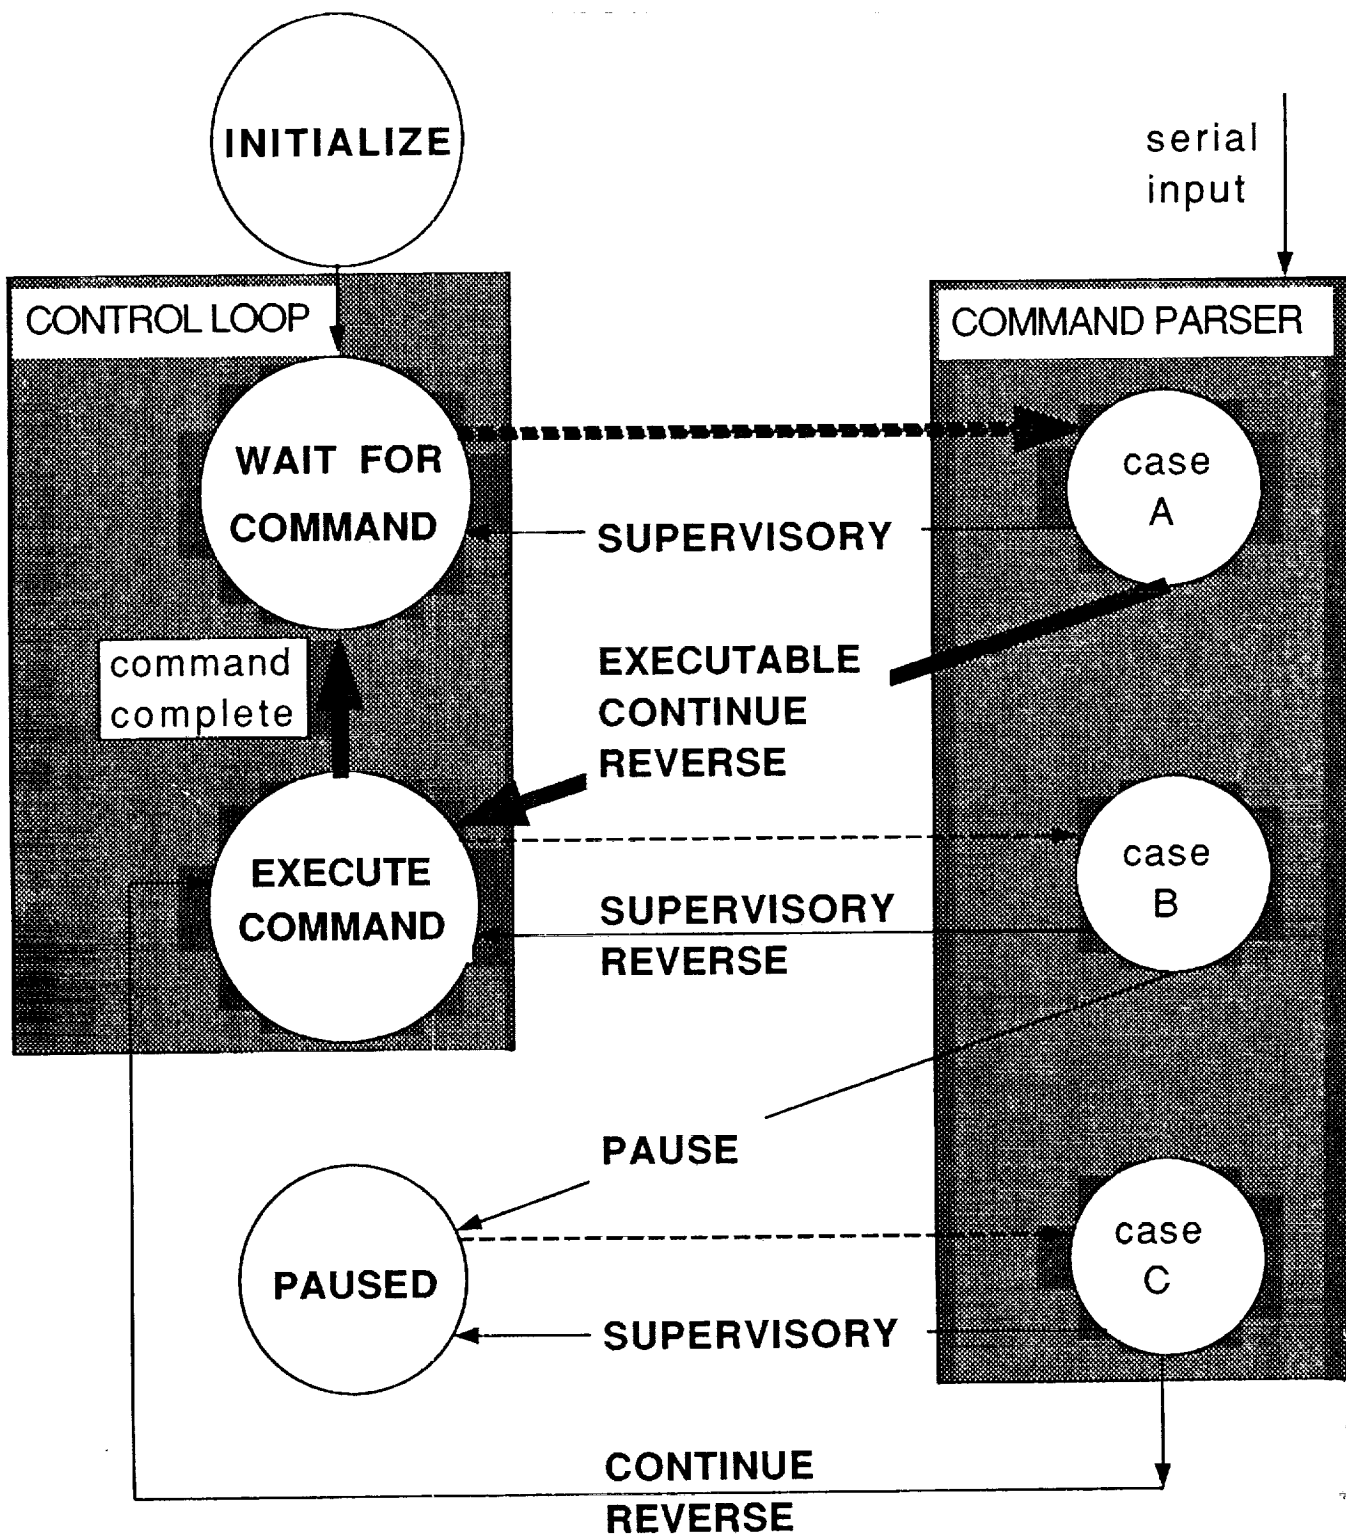 INITIALIZE
serial
input
CONTROL LOOP
COMMAND PARSER
WAIT FOR
COMMAND
case
A
SUPERVISORY
command
complete
EXECUTABLE
CONTINUE
REVERSE
EXECUTE
COMMAND
case
B
SUPERVISORY
REVERSE
PAUSE
PAUSED
case
C
SUPERVISORY
CONTINUE
REVERSE